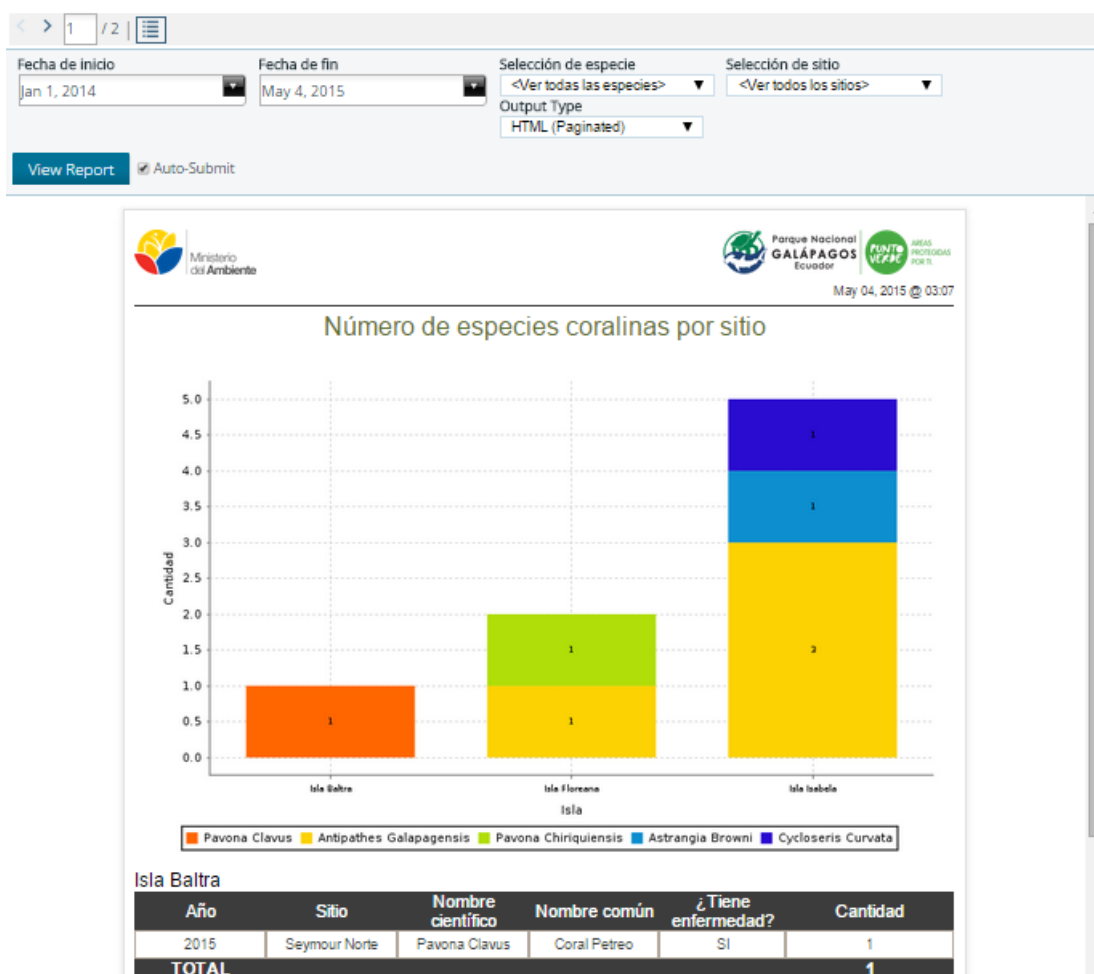 1 / 2 |
Fecha de inicio Fecha de fin Selección de especie Selección de sitio
Jan 1, 2014 May 4, 2015 <Ver todas las especies> <Ver todos los sitios>
Output Type
HTML (Paginated)
View Report Auto-Submit
Ministerio
del Ambiente
Parque Nacional
GALÁPAGOS
Ecuador
PUNTO
VERDE
AREAS
PROTEGIDAS
POR TI.
May 04, 2015 @ 03:07
Número de especies coralinas por sitio
5.0
4.5
4.0
3.5
3.0
2.5
2.0
1.5
1.0
0.5
0.0
Cantidad
1
1
1
1
1
3
Isla Baltra Isla Floreana Isla Isabela
Isla
Pavona Clavus Antipathes Galapagensis Pavona Chiriquiensis Astrangia Browni Cycloseris Curvata
Isla Baltra
Año Sitio Nombre científico Nombre común ¿Tiene enfermedad? Cantidad
2015 Seymour Norte Pavona Clavus Coral Petreo SI 1
TOTAL 1